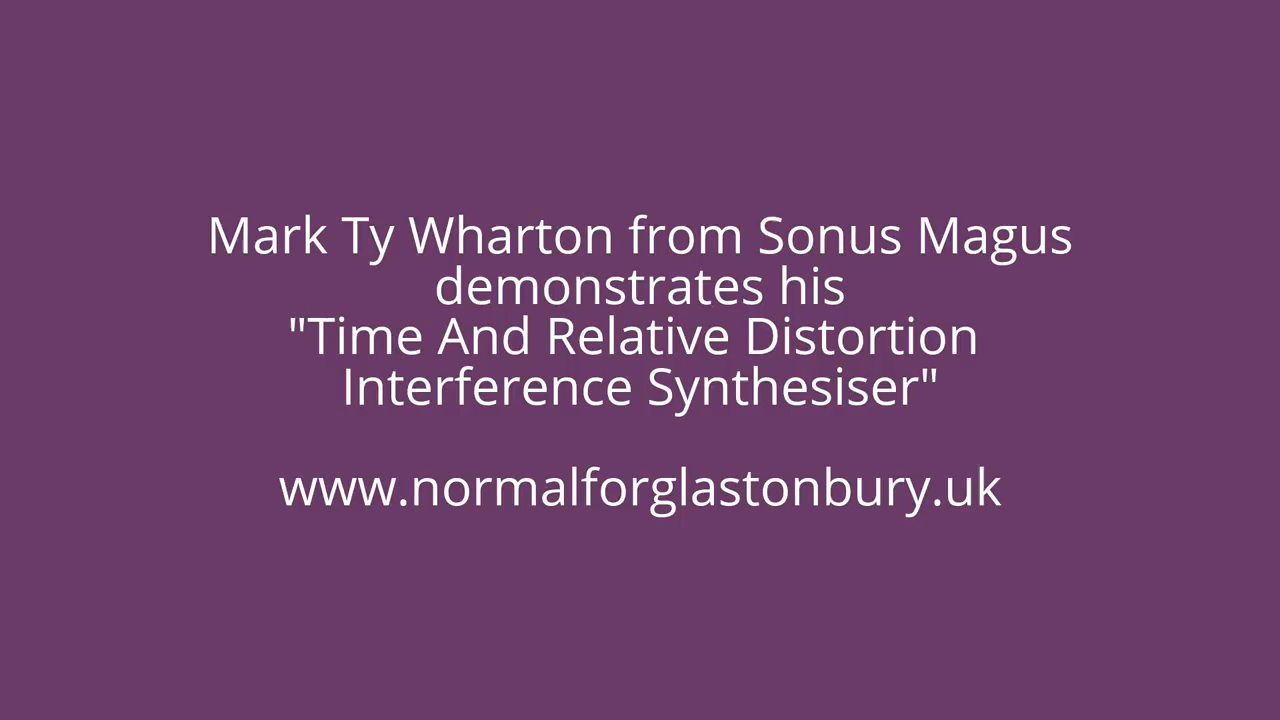 Mark Ty Wharton from Sonus Magus
demonstrates his
"Time And Relative Distortion
Interference Synthesiser"
www.normalforglastonbury.uk